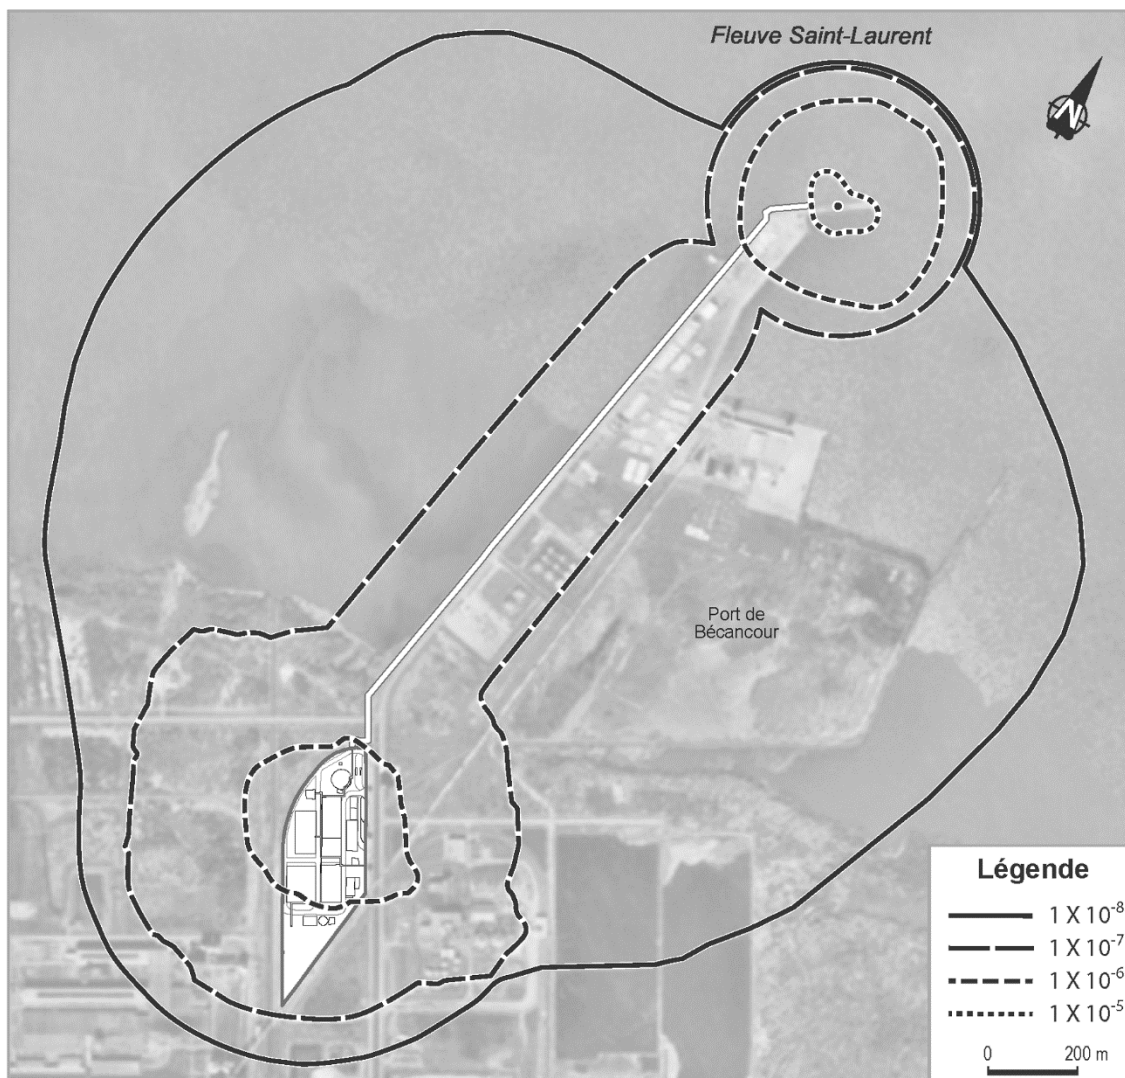 Fleuve Saint-Laurent
N
Port de
Bécancour
Légende
1 X 10⁻⁸
1 X 10⁻⁷
1 X 10⁻⁶
1 X 10⁻⁵
0 200 m